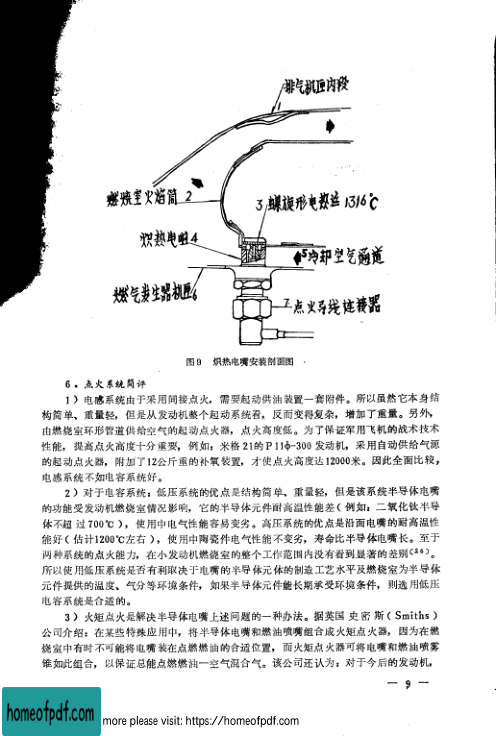 排气机匣内段
1
燃烧室火焰筒 2
3 螺旋形电热丝 1316℃
炽热电咀4
5冷却空气通道
燃气发生器机匣6
7 点火导线连接器
图9 炽热电嘴安装剖面图
6．点火系统简评
1）电感系统由于采用间接点火，需要起动供油装置一套附件。所以虽然它本身结
构简单、重量轻，但是从发动机整个起动系统看，反而变得复杂，增加了重量。另外，
由燃烧室环形管道供给空气的起动点火器，点火高度低。为了保证军用飞机的战术技术
性能，提高点火高度十分重要，例如：米格21的P11ф-300发动机，采用自动供给气源
的起动点火器，附加了12公斤重的补氧装置，才使点火高度达12000米。因此全面比较，
电感系统不如电容系统好。
2）对于电容系统：低压系统的优点是结构简单、重量轻，但是该系统半导体电嘴
的功能受发动机燃烧室情况影响，它的半导体元件耐高温性能差（例如：二氧化钛半导
体不超过700℃），使用中电气性能容易变劣。高压系统的优点是沿面电嘴的耐高温性
能好（估计1200℃左右），使用中陶瓷件电气性能不变劣，寿命比半导体电嘴长。至于
两种系统的点火能力，在小发动机燃烧室的整个工作范围内没有看到显著的差别〔26〕。
所以使用低压系统是否有利取决于电嘴的半导体元体的制造工艺水平及燃烧室为半导体
元件提供的温度、气分等环境条件，如果半导体元件能长期承受环境条件，则选用低压
电容系统是合适的。
3）火炬点火是解决半导体电嘴上述问题的一种办法。据英国史密斯（Smiths）
公司介绍：在某些特殊应用中，将半导体电嘴和燃油喷嘴组合成火炬点火器，因为在燃
烧室中有时不可能将电嘴装在点燃燃油的合适位置，而火炬点火器可将电嘴和燃油喷雾
锥如此组合，以保证总能点燃燃油—空气混合气。该公司还认为：对于今后的发动机，
— 9 —
homeofpdf.com
more please visit: https://homeofpdf.com